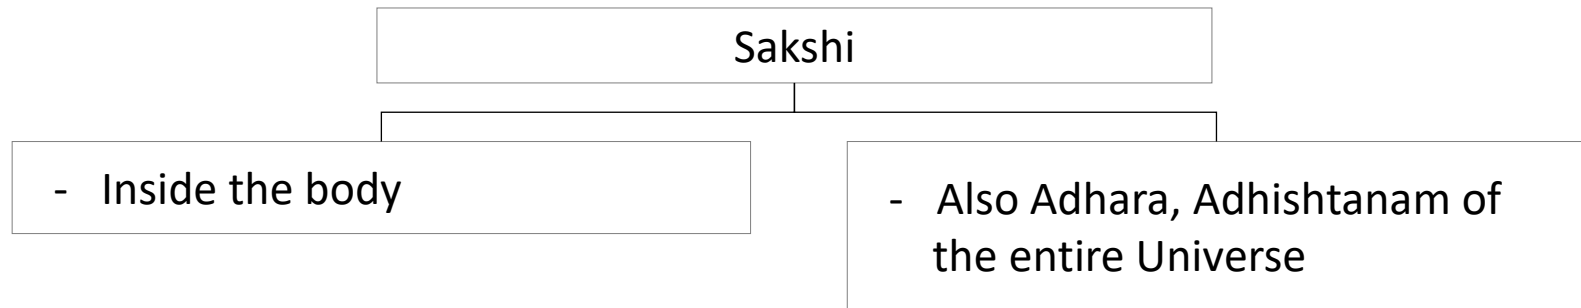 Sakshi
- Inside the body
- Also Adhara, Adhishtanam of
the entire Universe